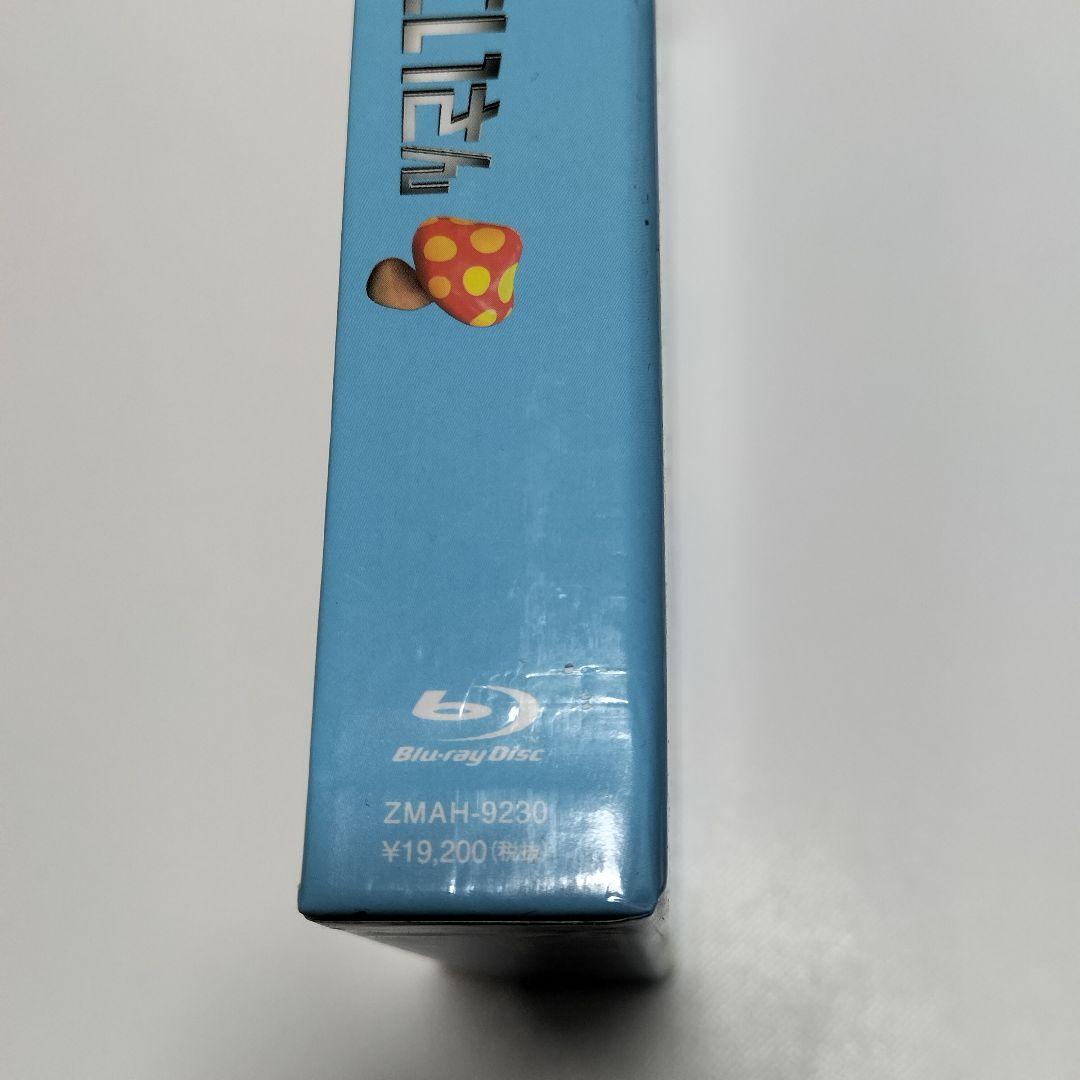 Blu-ray Disc
ZMAH-9230
¥19,200(税抜)